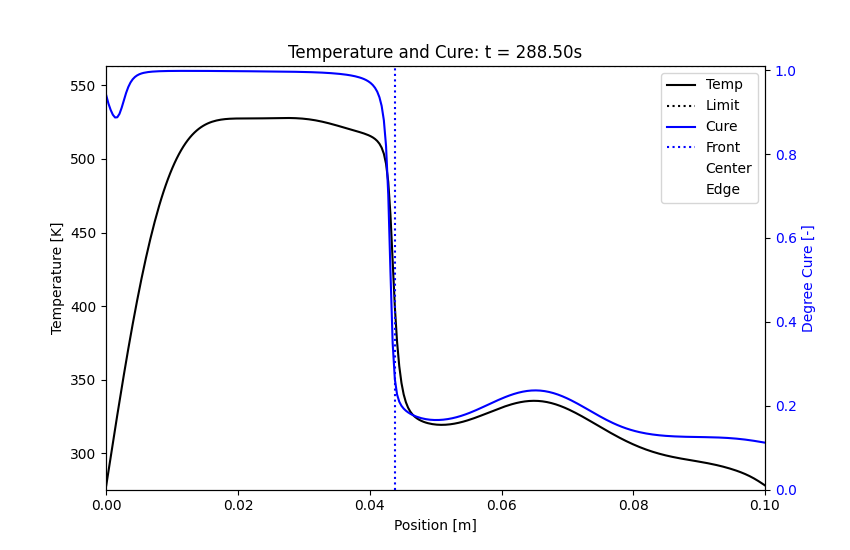 Temperature and Cure: t = 288.50s
Temp
Limit
Cure
Front
Center
Edge
Temperature [K]
550
500
450
400
350
300
Degree Cure [-]
1.0
0.8
0.6
0.4
0.2
0.0
0.00 0.02 0.04 0.06 0.08 0.10
Position [m]